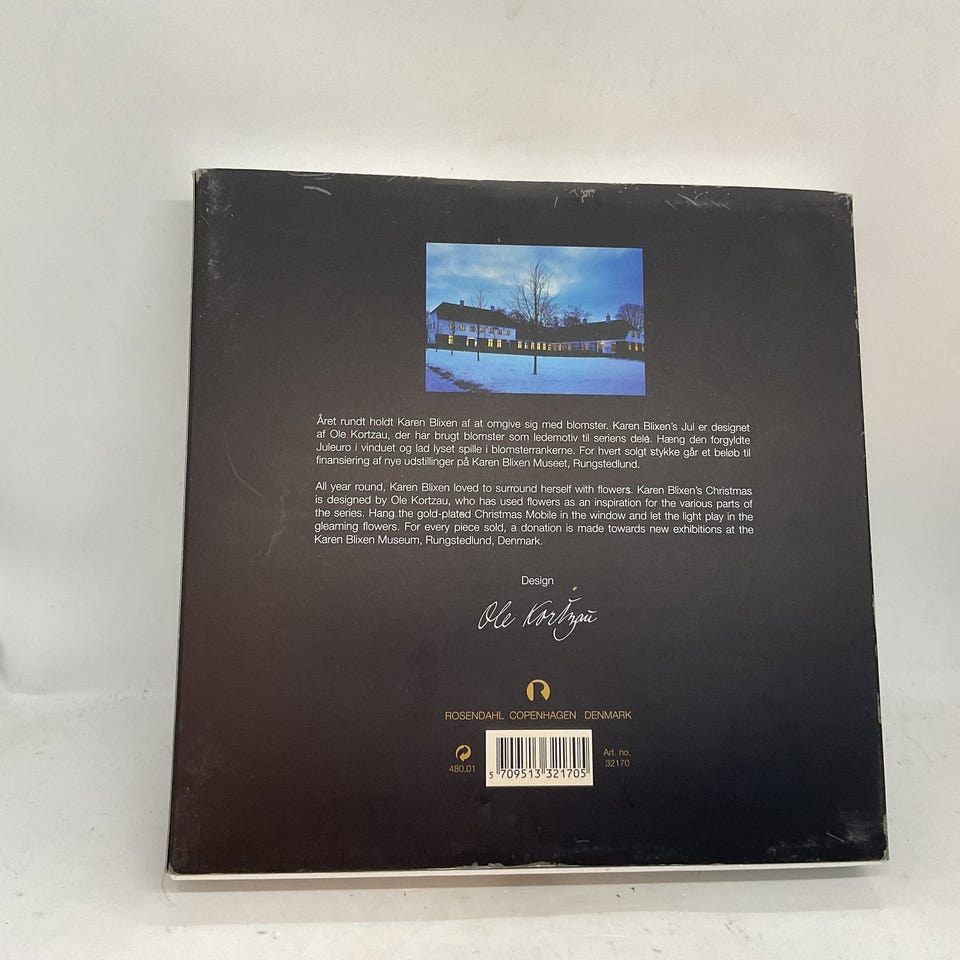 Året rundt holdt Karen Blixen af at omgive sig med blomster. Karen Blixen's Jul er designet
af Ole Kortzau, der har brugt blomster som ledemotiv til seriens dele. Hæng den forgyldte
Juleuro i vinduet og lad lyset spille i blomsterrankerne. For hvert solgt stykke går et beløb til
finansiering af nye udstillinger på Karen Blixen Museet, Rungstedlund.
All year round, Karen Blixen loved to surround herself with flowers. Karen Blixen's Christmas
is designed by Ole Kortzau, who has used flowers as an inspiration for the various parts of
the series. Hang the gold-plated Christmas Mobile in the window and let the light play in the
gleaming flowers. For every piece sold, a donation is made towards new exhibitions at the
Karen Blixen Museum, Rungstedlund, Denmark.
Design
Ole Kortzau
R
ROSENDAHL COPENHAGEN DENMARK
480.01
5 709513 321705
Art. no.
32170